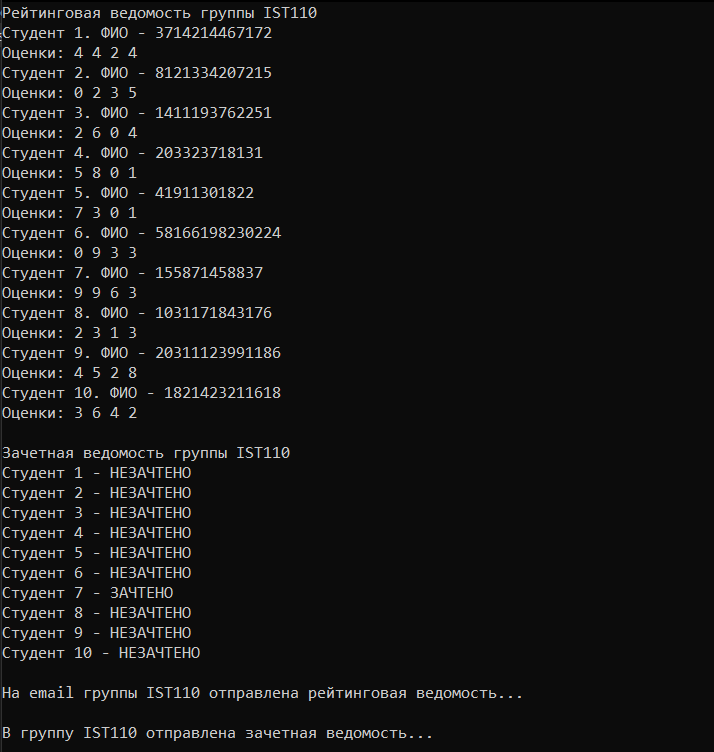 Рейтинговая ведомость группы IST110
Студент 1. ФИО - 3714214467172
Оценки: 4 4 2 4
Студент 2. ФИО - 8121334207215
Оценки: 0 2 3 5
Студент 3. ФИО - 1411193762251
Оценки: 2 6 0 4
Студент 4. ФИО - 203323718131
Оценки: 5 8 0 1
Студент 5. ФИО - 41911301822
Оценки: 7 3 0 1
Студент 6. ФИО - 58166198230224
Оценки: 0 9 3 3
Студент 7. ФИО - 155871458837
Оценки: 9 9 6 3
Студент 8. ФИО - 1031171843176
Оценки: 2 3 1 3
Студент 9. ФИО - 20311123991186
Оценки: 4 5 2 8
Студент 10. ФИО - 1821423211618
Оценки: 3 6 4 2
Зачетная ведомость группы IST110
Студент 1 - НЕЗАЧТЕНО
Студент 2 - НЕЗАЧТЕНО
Студент 3 - НЕЗАЧТЕНО
Студент 4 - НЕЗАЧТЕНО
Студент 5 - НЕЗАЧТЕНО
Студент 6 - НЕЗАЧТЕНО
Студент 7 - ЗАЧТЕНО
Студент 8 - НЕЗАЧТЕНО
Студент 9 - НЕЗАЧТЕНО
Студент 10 - НЕЗАЧТЕНО
На email группы IST110 отправлена рейтинговая ведомость...
В группу IST110 отправлена зачетная ведомость...